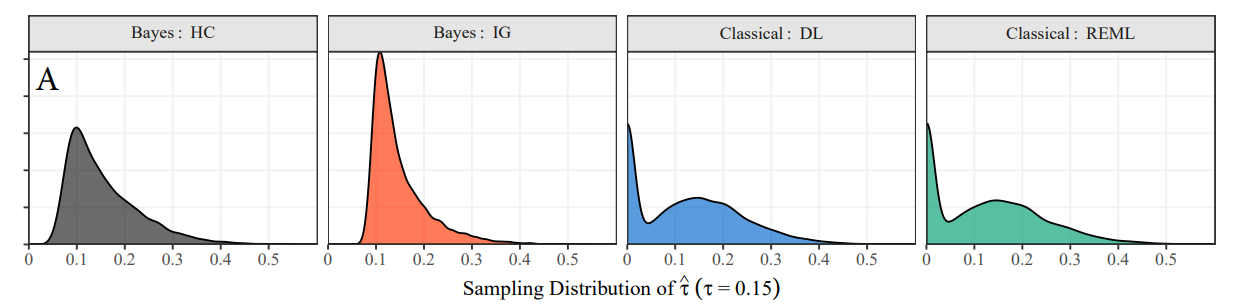 Bayes : HC
Bayes : IG
Classical : DL
Classical : REML
A
0 0.1 0.2 0.3 0.4 0.5
0 0.1 0.2 0.3 0.4 0.5
0 0.1 0.2 0.3 0.4 0.5
0 0.1 0.2 0.3 0.4 0.5
Sampling Distribution of τ̂ (τ = 0.15)